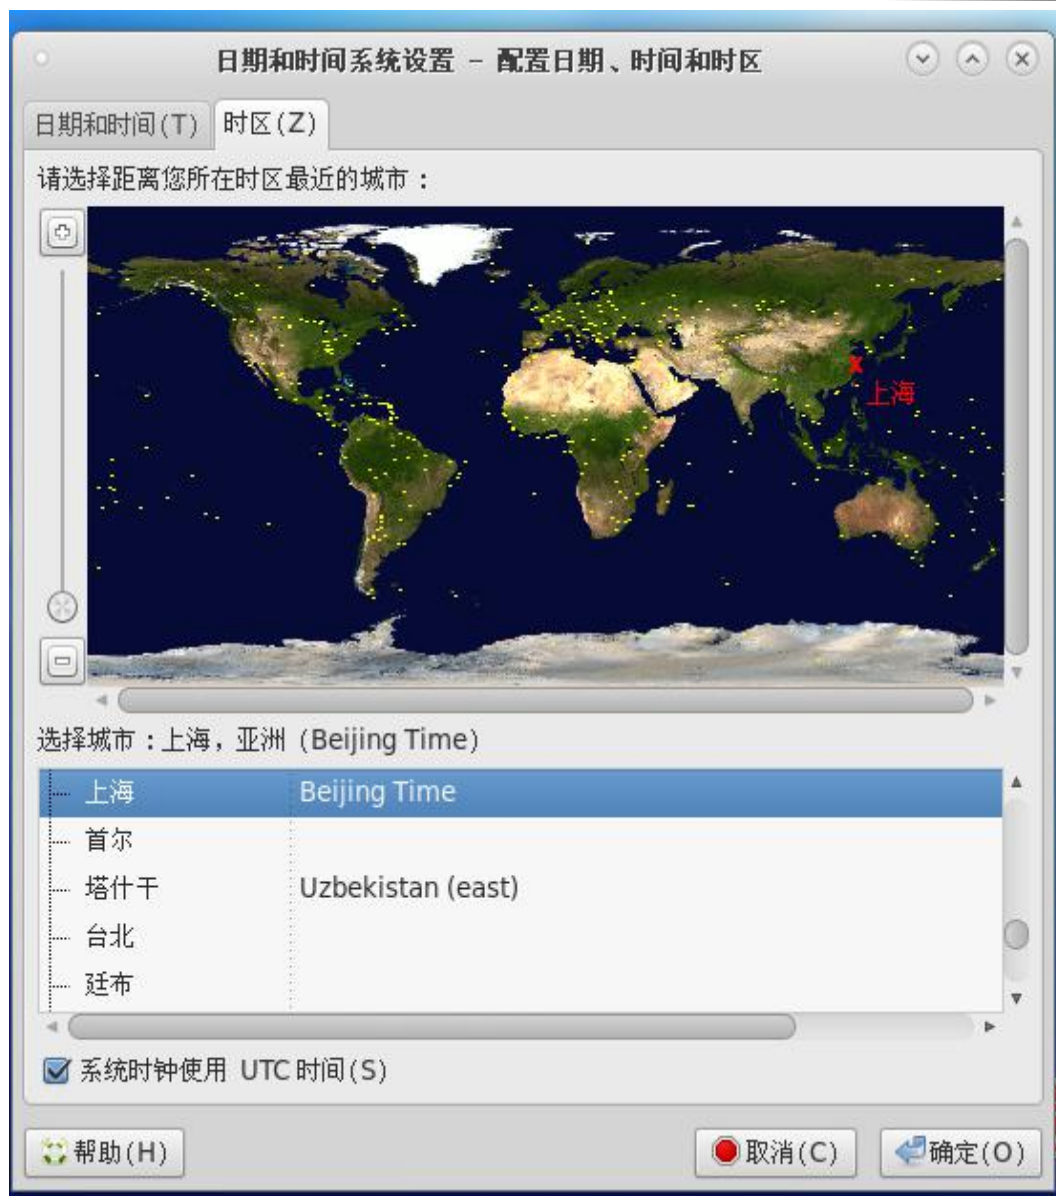 日期和时间系统设置 – 配置日期、时间和时区
日期和时间(T) 时区(Z)
请选择距离您所在时区最近的城市：
上海
选择城市：上海，亚洲 (Beijing Time)
上海 Beijing Time
首尔
塔什干 Uzbekistan (east)
台北
廷布
系统时钟使用 UTC 时间(S)
帮助(H) 取消(C) 确定(O)